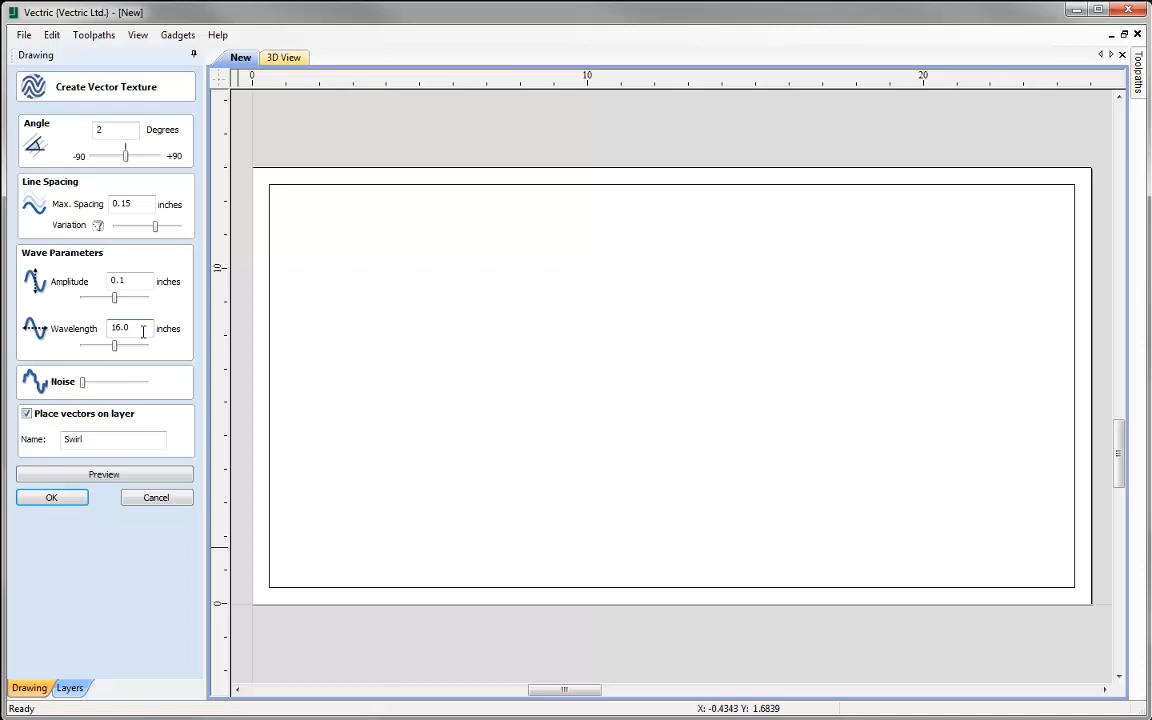 Vectric {Vectric Ltd.} - [New]
File Edit Toolpaths View Gadgets Help
Drawing
New 3D View
Toolpaths
Create Vector Texture
0 10 20
Angle
2 Degrees
-90 +90
Line Spacing
Max. Spacing 0.15 inches
Variation
Wave Parameters
10
Amplitude 0.1 inches
Wavelength 16.0 inches
Noise
Place vectors on layer
Name: Swirl
Preview
OK Cancel
0
Drawing Layers
Ready X: -0.4343 Y: 1.6839